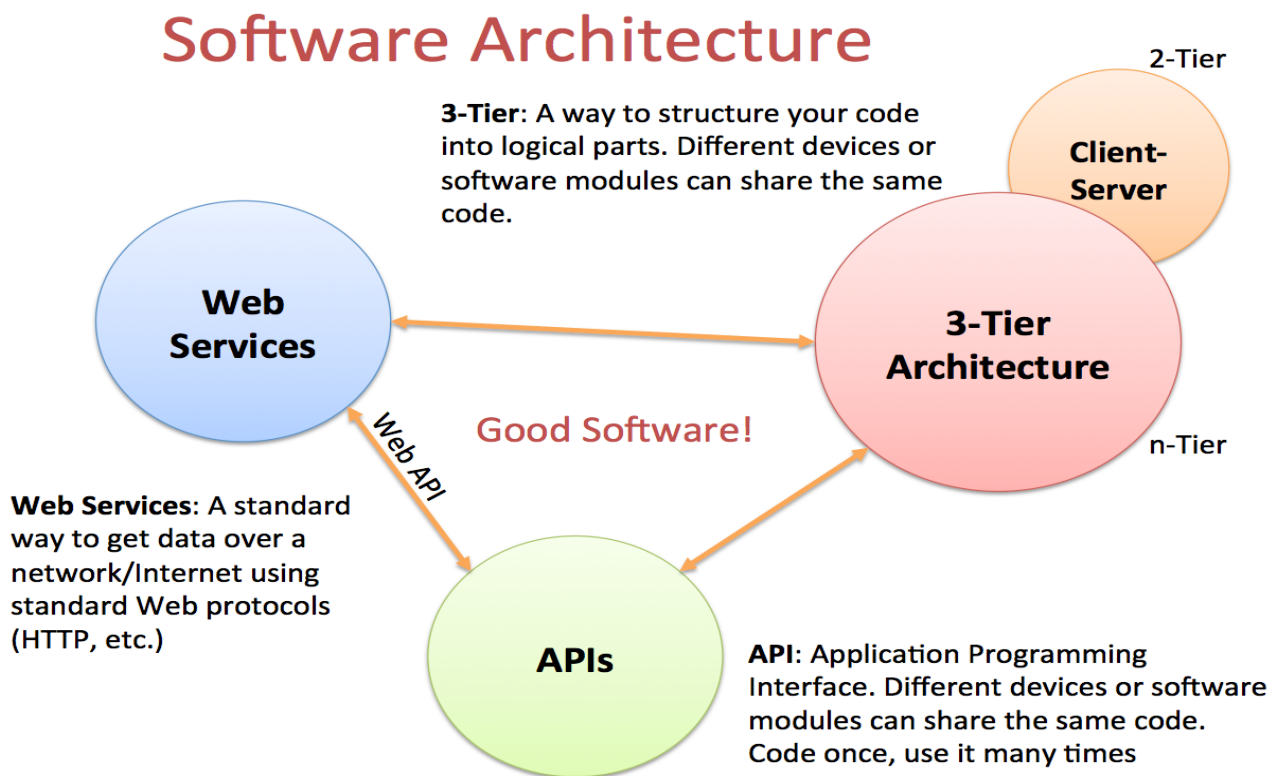 Software Architecture
2-Tier
3-Tier: A way to structure your code
into logical parts. Different devices or
software modules can share the same
code.
Client-
Server
Web
Services
3-Tier
Architecture
Good Software!
Web API
n-Tier
Web Services: A standard
way to get data over a
network/Internet using
standard Web protocols
(HTTP, etc.)
APIs
API: Application Programming
Interface. Different devices or software
modules can share the same code.
Code once, use it many times